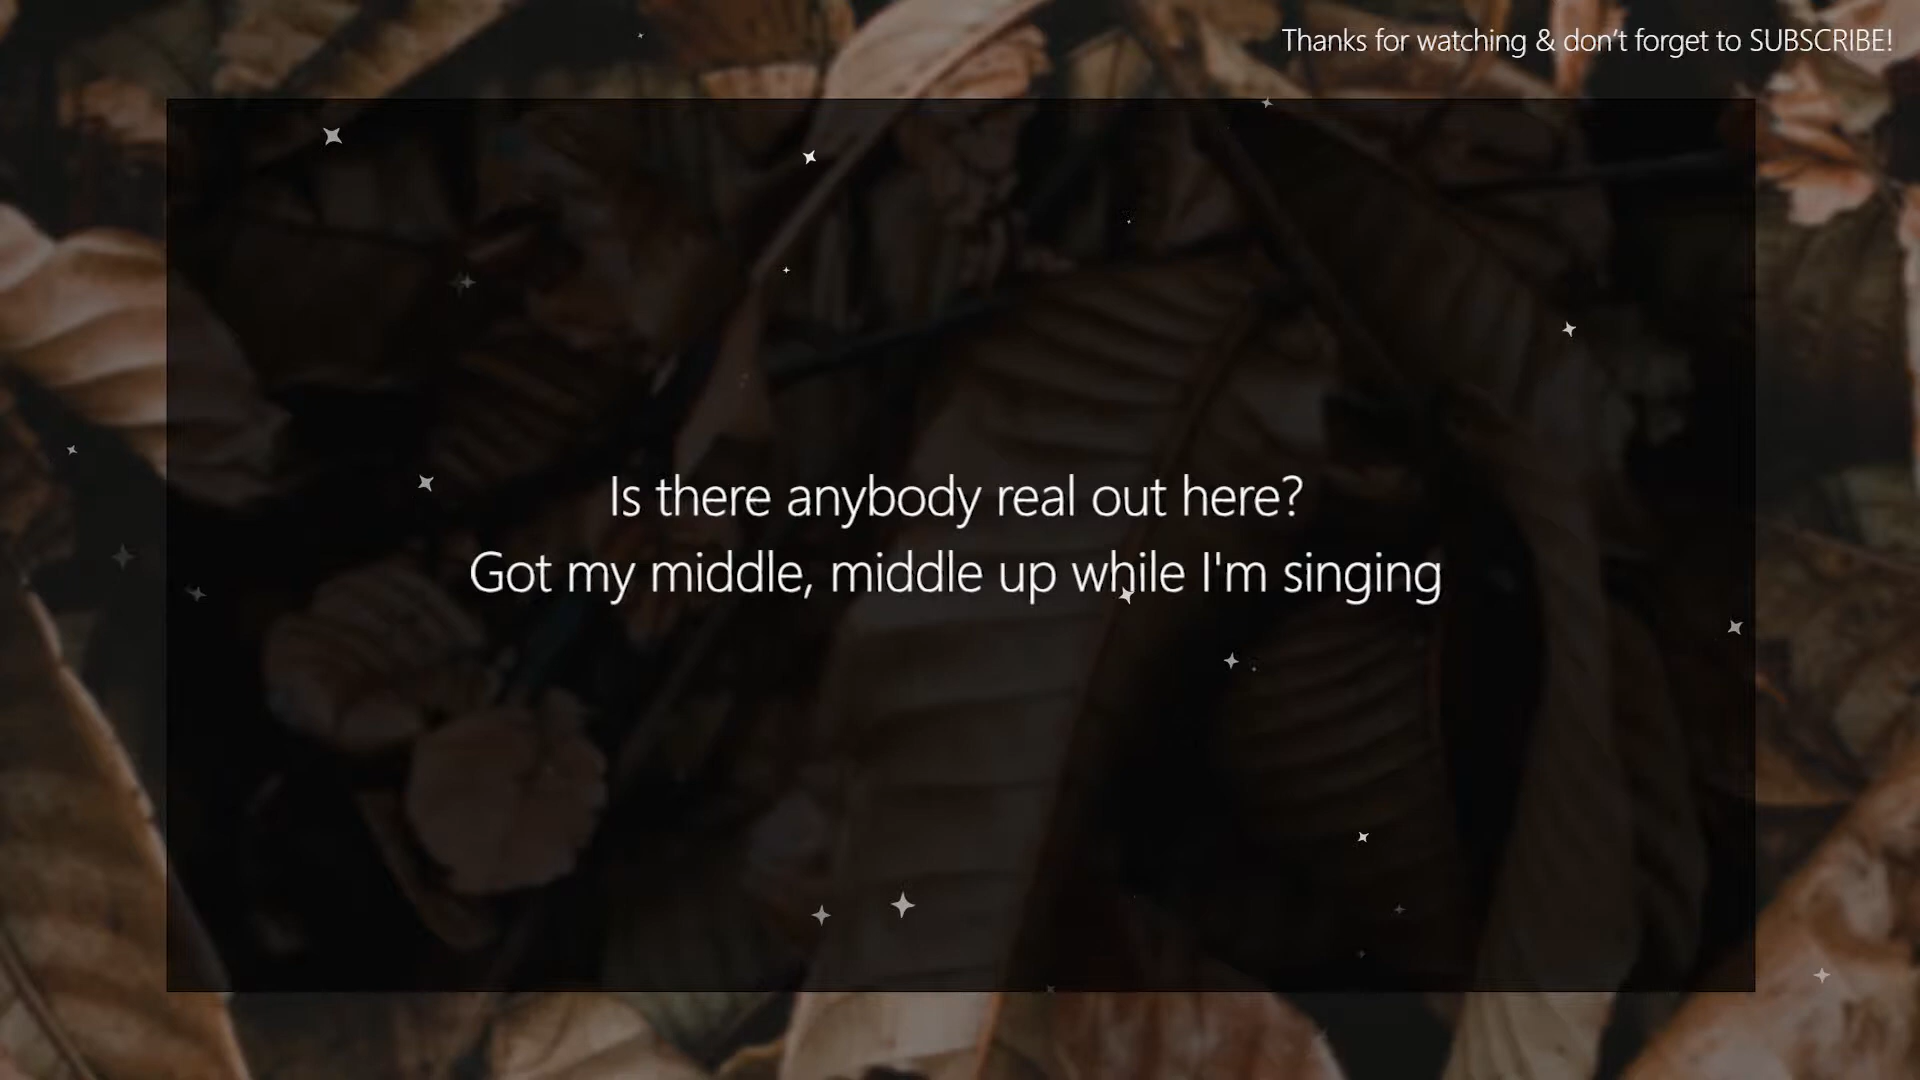 Thanks for watching & don't forget to SUBSCRIBE!
Is there anybody real out here?
Got my middle, middle up while I'm singing